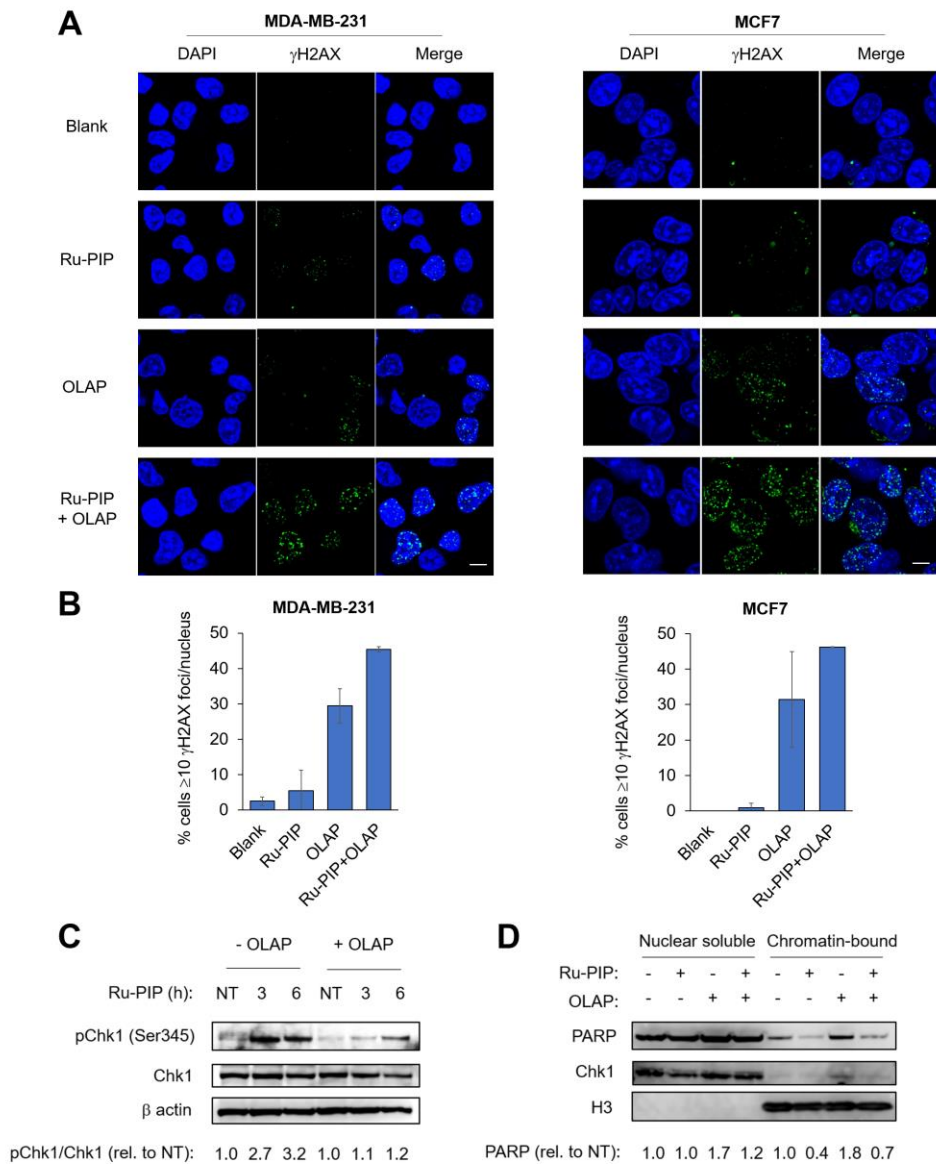 A
MDA-MB-231
MCF7
DAPI γH2AX Merge
DAPI γH2AX Merge
Blank
Ru-PIP
OLAP
Ru-PIP
+ OLAP
B
MDA-MB-231
% cells ≥10 γH2AX foci/nucleus
50
40
30
20
10
0
Blank
Ru-PIP
OLAP
Ru-PIP+OLAP
MCF7
% cells ≥10 γH2AX foci/nucleus
50
40
30
20
10
0
Blank
Ru-PIP
OLAP
Ru-PIP+OLAP
C
- OLAP + OLAP
Ru-PIP (h): NT 3 6 NT 3 6
pChk1 (Ser345)
Chk1
β actin
pChk1/Chk1 (rel. to NT): 1.0 2.7 3.2 1.0 1.1 1.2
D
Nuclear soluble Chromatin-bound
Ru-PIP: - + - + - + - +
OLAP: - - + + - - + +
PARP
Chk1
H3
PARP (rel. to NT): 1.0 1.0 1.7 1.2 1.0 0.4 1.8 0.7